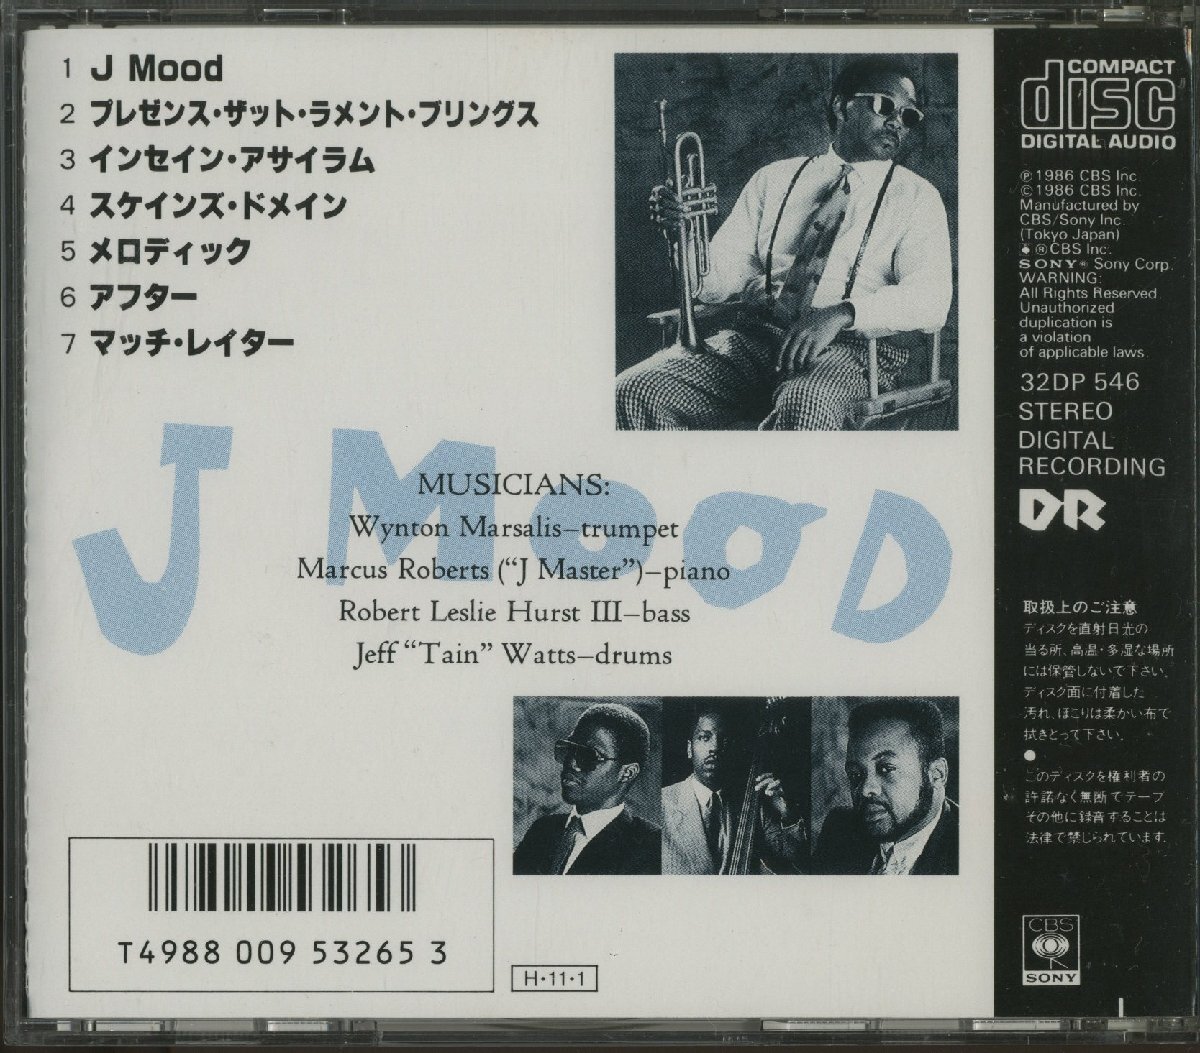 1 J Mood
2 プレゼンス・ザット・ラメント・ブリングス
3 インセイン・アサイラム
4 スケインズ・ドメイン
5 メロディック
6 アフター
7 マッチ・レイター
J MOOD
MUSICIANS:
Wynton Marsalis–trumpet
Marcus Roberts (“J Master”)–piano
Robert Leslie Hurst III–bass
Jeff “Tain” Watts–drums
T4988 009 53265 3
H・11・1
COMPACT
disc
DIGITAL AUDIO
Ⓟ1986 CBS Inc.
©1986 CBS Inc.
Manufactured by
CBS/Sony Inc.
(Tokyo Japan)
® CBS Inc.
SONY® Sony Corp.
WARNING:
All Rights Reserved.
Unauthorized
duplication is
a violation
of applicable laws.
32DP 546
STEREO
DIGITAL
RECORDING
DR
取扱上のご注意
ディスクを直射日光の
当る所、高温・多湿な場所
には保管しないで下さい。
ディスク面に付着した
汚れ、ほこりは柔かい布で
拭きとって下さい。
●
このディスクを権利者の
許諾なく無断でテープ
その他に録音することは
法律で禁じられています。
CBS
SONY